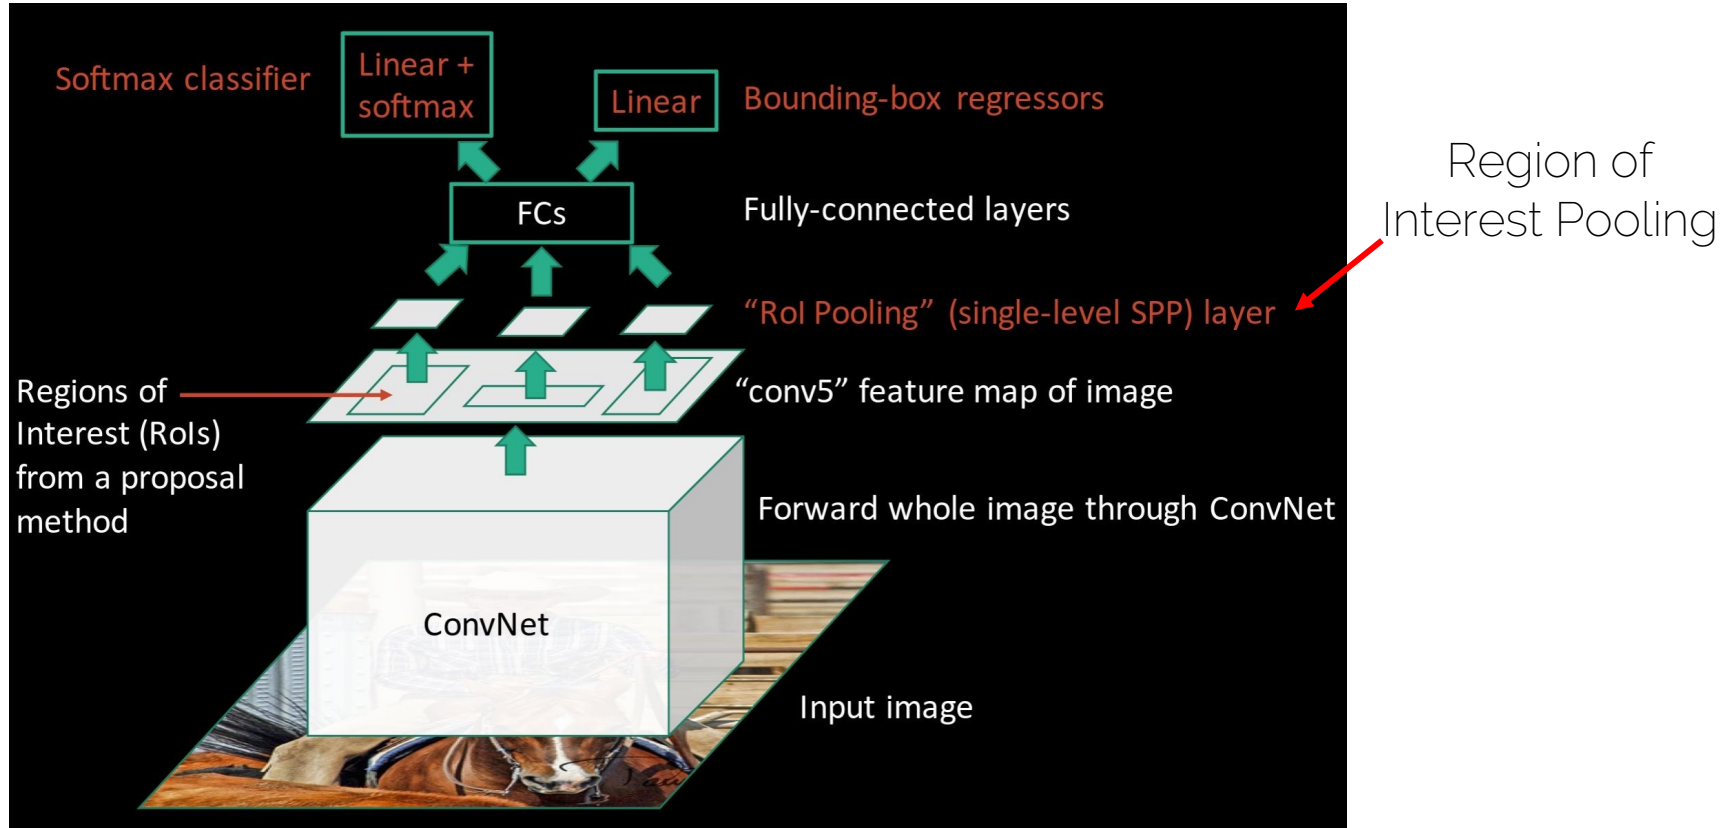 Softmax classifier
Linear +
softmax
Linear
Bounding-box regressors
FCs
Fully-connected layers
Region of
Interest Pooling
“RoI Pooling” (single-level SPP) layer
Regions of
Interest (RoIs)
from a proposal
method
“conv5” feature map of image
Forward whole image through ConvNet
ConvNet
Input image